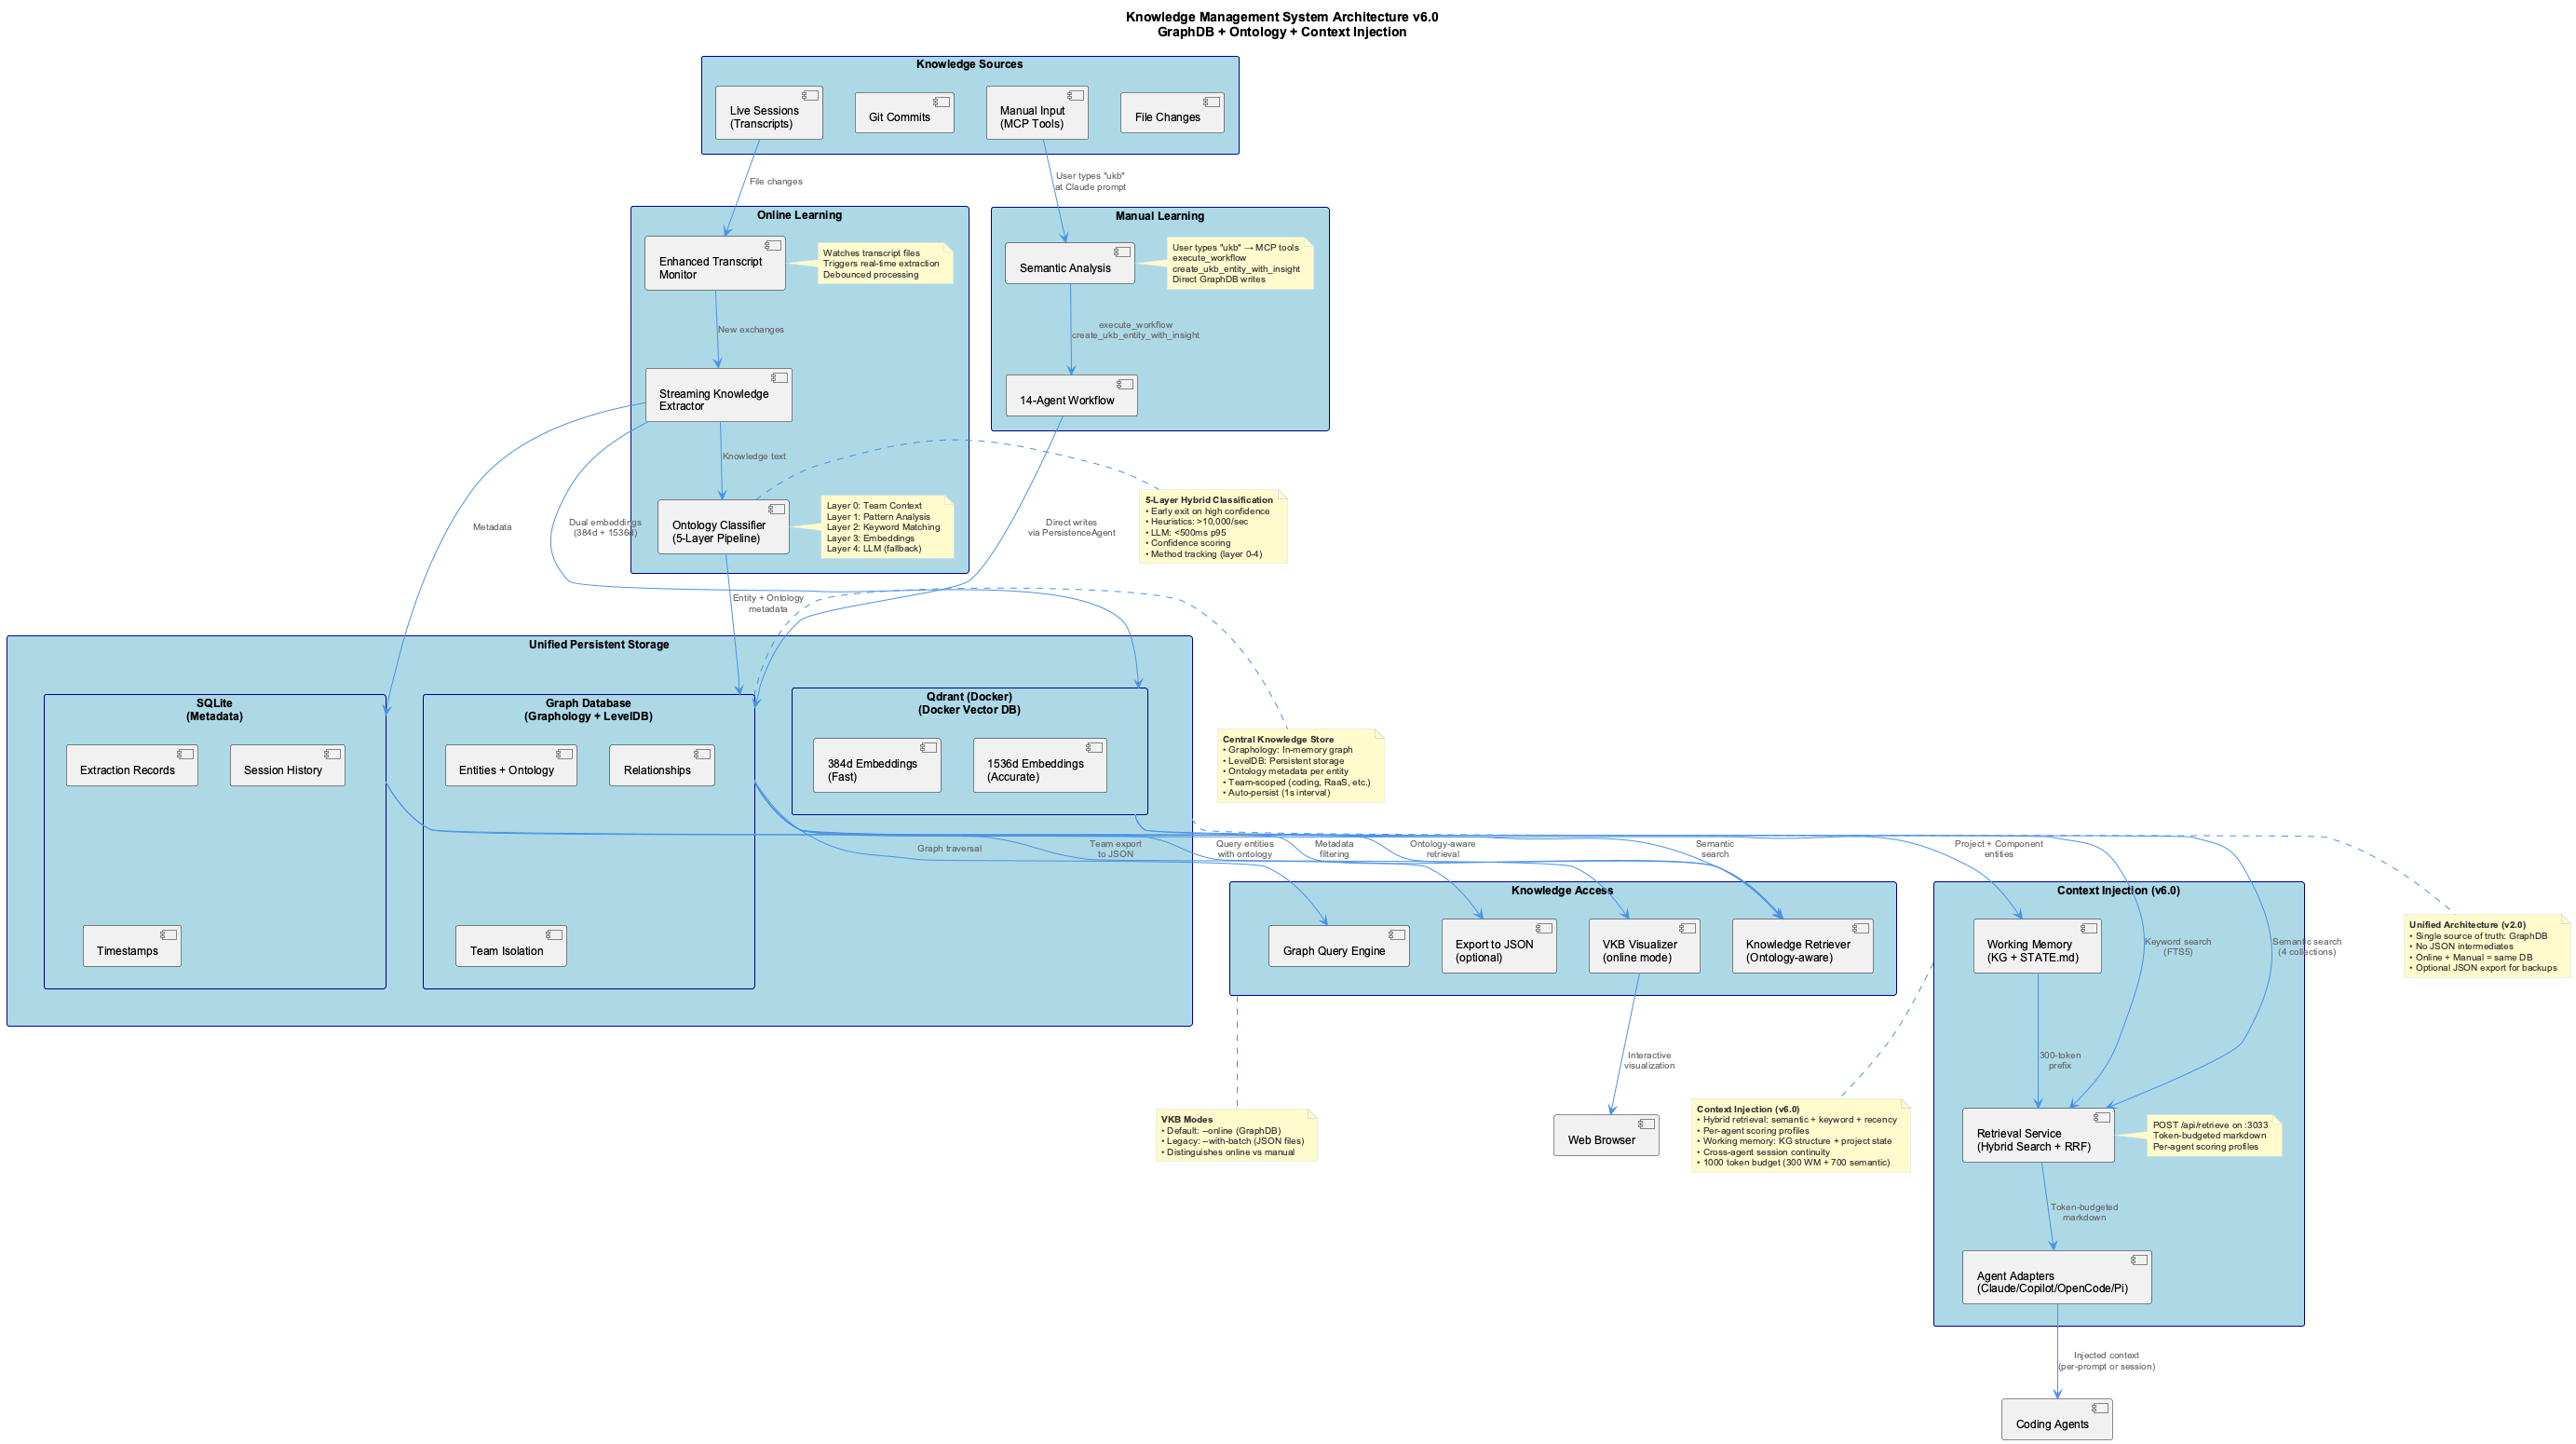 Knowledge Management System Architecture v6.0
GraphDB + Ontology + Context Injection
Knowledge Sources
Live Sessions
(Transcripts)
Git Commits
Manual Input
(MCP Tools)
File Changes
File changes
User types "ukb"
at Claude prompt
Online Learning
Enhanced Transcript
Monitor
Watches transcript files
Triggers real-time extraction
Debounced processing
New exchanges
Streaming Knowledge
Extractor
Knowledge text
Ontology Classifier
(5-Layer Pipeline)
Layer 0: Team Context
Layer 1: Pattern Analysis
Layer 2: Keyword Matching
Layer 3: Embeddings
Layer 4: LLM (fallback)
Manual Learning
Semantic Analysis
User types "ukb" → MCP tools
execute_workflow
create_ukb_entity_with_insight
Direct GraphDB writes
execute_workflow
create_ukb_entity_with_insight
14-Agent Workflow
Metadata
Dual embeddings
(384d + 1536d)
Direct writes
via PersistenceAgent
5-Layer Hybrid Classification
• Early exit on high confidence
• Heuristics: >10,000/sec
• LLM: <500ms p95
• Confidence scoring
• Method tracking (layer 0-4)
Entity + Ontology
metadata
Unified Persistent Storage
SQLite
(Metadata)
Extraction Records
Session History
Timestamps
Graph Database
(Graphology + LevelDB)
Entities + Ontology
Relationships
Team Isolation
Qdrant (Docker)
(Docker Vector DB)
384d Embeddings
(Fast)
1536d Embeddings
(Accurate)
Central Knowledge Store
• Graphology: In-memory graph
• LevelDB: Persistent storage
• Ontology metadata per entity
• Team-scoped (coding, RaaS, etc.)
• Auto-persist (1s interval)
Graph traversal
Team export
to JSON
Query entities
with ontology
Metadata
filtering
Ontology-aware
retrieval
Semantic
search
Project + Component
entities
Knowledge Access
Graph Query Engine
Export to JSON
(optional)
VKB Visualizer
(online mode)
Knowledge Retriever
(Ontology-aware)
Context Injection (v6.0)
Working Memory
(KG + STATE.md)
Keyword search
(FTS5)
Semantic search
(4 collections)
Unified Architecture (v2.0)
• Single source of truth: GraphDB
• No JSON intermediates
• Online + Manual = same DB
• Optional JSON export for backups
Interactive
visualization
300-token
prefix
VKB Modes
• Default: --online (GraphDB)
• Legacy: --with-batch (JSON files)
• Distinguishes online vs manual
Web Browser
Context Injection (v6.0)
• Hybrid retrieval: semantic + keyword + recency
• Per-agent scoring profiles
• Working memory: KG structure + project state
• Cross-agent session continuity
• 1000 token budget (300 WM + 700 semantic)
Retrieval Service
(Hybrid Search + RRF)
POST /api/retrieve on :3033
Token-budgeted markdown
Per-agent scoring profiles
Token-budgeted
markdown
Agent Adapters
(Claude/Copilot/OpenCode/Pi)
Injected context
(per-prompt or session)
Coding Agents